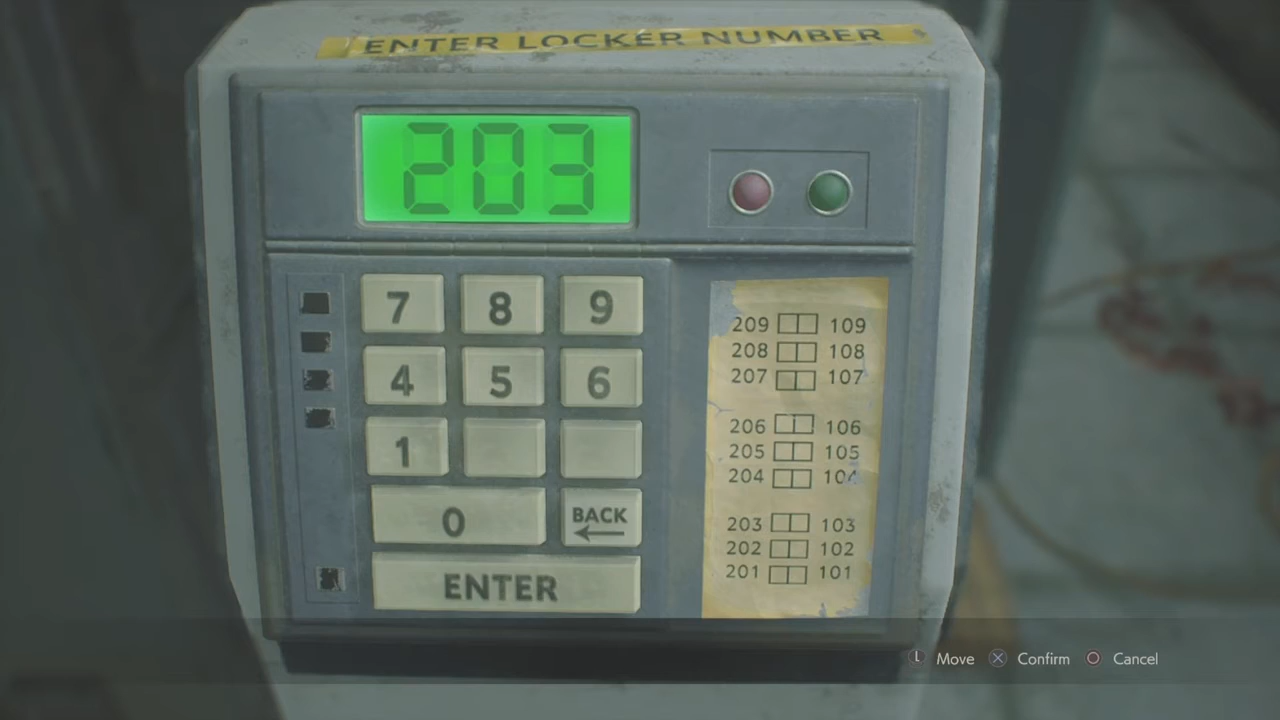 ENTER LOCKER NUMBER
203
7 8 9
4 5 6
1
0 BACK
ENTER
209 109
208 108
207 107
206 106
205 105
204 104
203 103
202 102
201 101
L Move Confirm Cancel